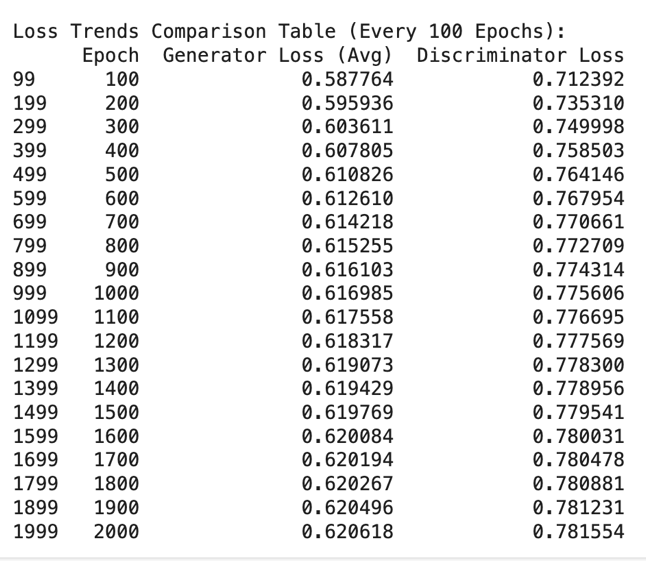 Loss Trends Comparison Table (Every 100 Epochs):
Epoch Generator Loss (Avg) Discriminator Loss
99 100 0.587764 0.712392
199 200 0.595936 0.735310
299 300 0.603611 0.749998
399 400 0.607805 0.758503
499 500 0.610826 0.764146
599 600 0.612610 0.767954
699 700 0.614218 0.770661
799 800 0.615255 0.772709
899 900 0.616103 0.774314
999 1000 0.616985 0.775606
1099 1100 0.617558 0.776695
1199 1200 0.618317 0.777569
1299 1300 0.619073 0.778300
1399 1400 0.619429 0.778956
1499 1500 0.619769 0.779541
1599 1600 0.620084 0.780031
1699 1700 0.620194 0.780478
1799 1800 0.620267 0.780881
1899 1900 0.620496 0.781231
1999 2000 0.620618 0.781554